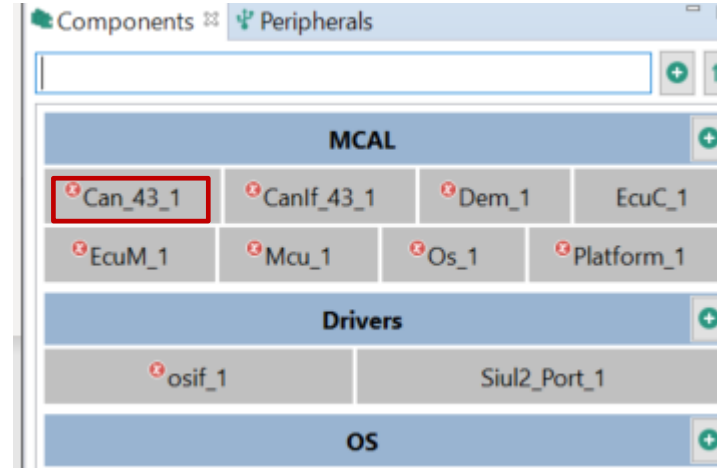 Components Peripherals
MCAL
Can_43_1 CanIf_43_1 Dem_1 EcuC_1
EcuM_1 Mcu_1 Os_1 Platform_1
Drivers
osif_1 Siul2_Port_1
OS